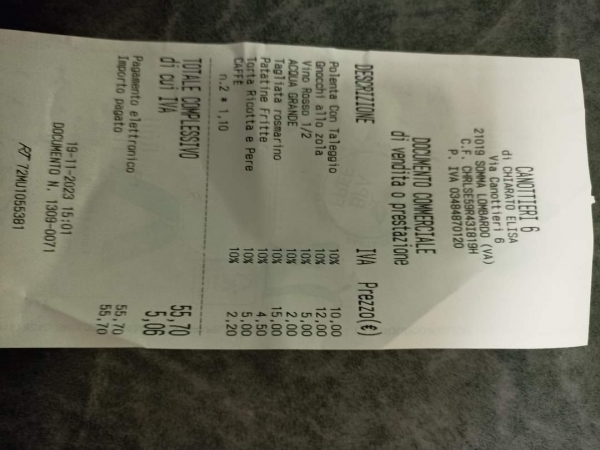 CANOTTIERI 6
di CHIARATO ELISA
Via Canottieri 6
21019 SOMMA LOMBARDO (VA)
C.F. CHRLSE59R43I819H
P. IVA 03484870120
DOCUMENTO COMMERCIALE
di vendita o prestazione
DESCRIZIONE IVA Prezzo(€)
Polenta Con Taleggio 10% 10,00
Gnocchi allo zola 10% 12,00
Vino Rosso 1/2 10% 5,00
ACQUA GRANDE 10% 2,00
Tagliata rosmarino 10% 15,00
Patatine Fritte 10% 4,50
Torta Ricotta e Pere 10% 5,00
CAFFE' 10% 2,20
n.2 * 1,10
TOTALE COMPLESSIVO 55,70
di cui IVA 5,06
Pagamento elettronico 55,70
Importo pagato 55,70
19-11-2023 15:01
DOCUMENTO N. 1309-0071
RT 72MU1055381